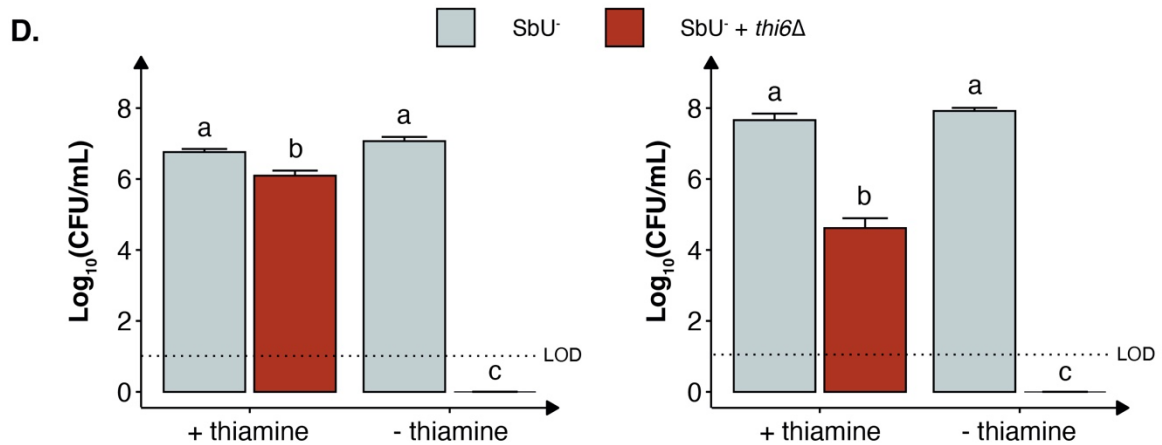 D.
SbU⁻ SbU⁻ + thi6Δ
Log₁₀(CFU/mL)
8
6
4
2
0
a
b
a
c
LOD
+ thiamine - thiamine
Log₁₀(CFU/mL)
8
6
4
2
0
a
b
a
c
LOD
+ thiamine - thiamine